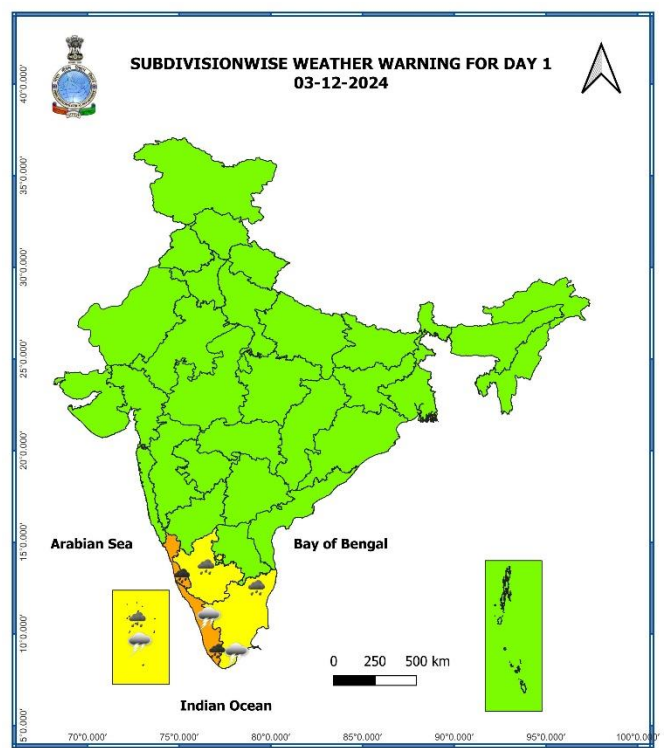 SUBDIVISIONWISE WEATHER WARNING FOR DAY 1
03-12-2024
40°0.000'
35°0.000'
30°0.000'
25°0.000'
20°0.000'
15°0.000'
10°0.000'
5°0.000'
Arabian Sea
Bay of Bengal
0 250 500 km
Indian Ocean
70°0.000' 75°0.000' 80°0.000' 85°0.000' 90°0.000' 95°0.000' 100°0.000'